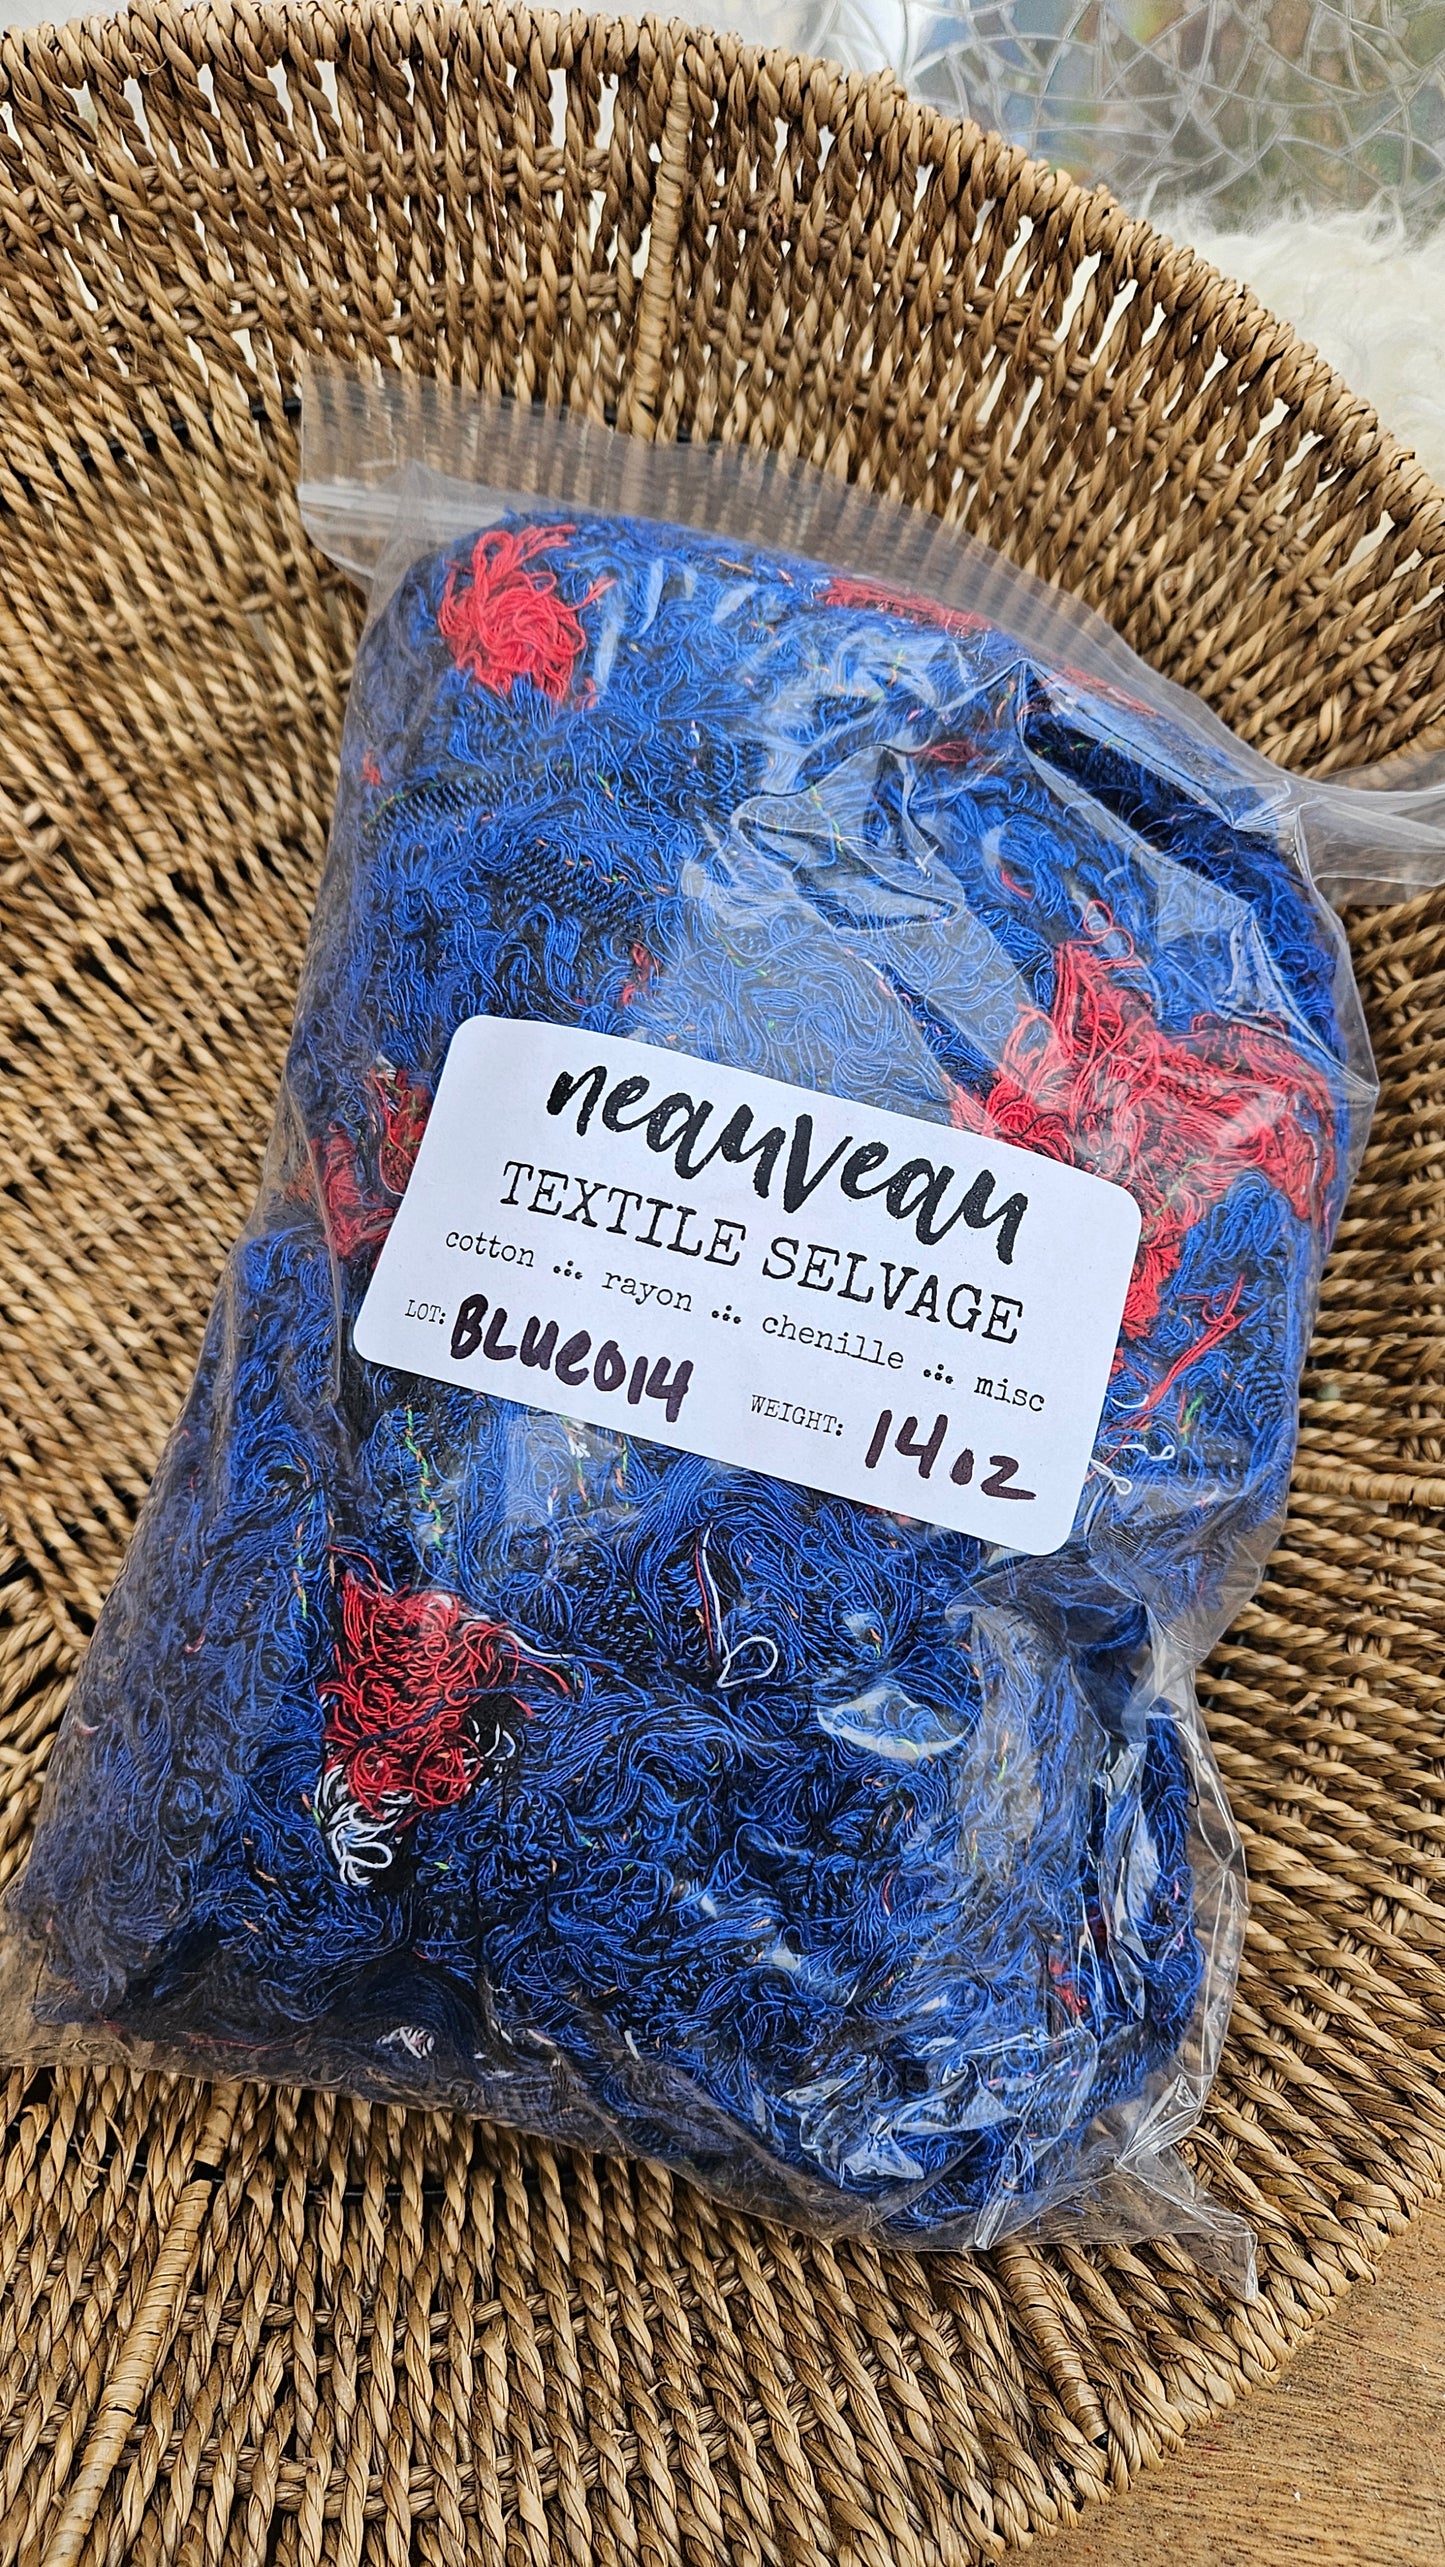 neauveau
TEXTILE SELVAGE
cotton ∴ rayon ∴ chenille ∴ misc
LOT: BLUE014 WEIGHT: 14oz